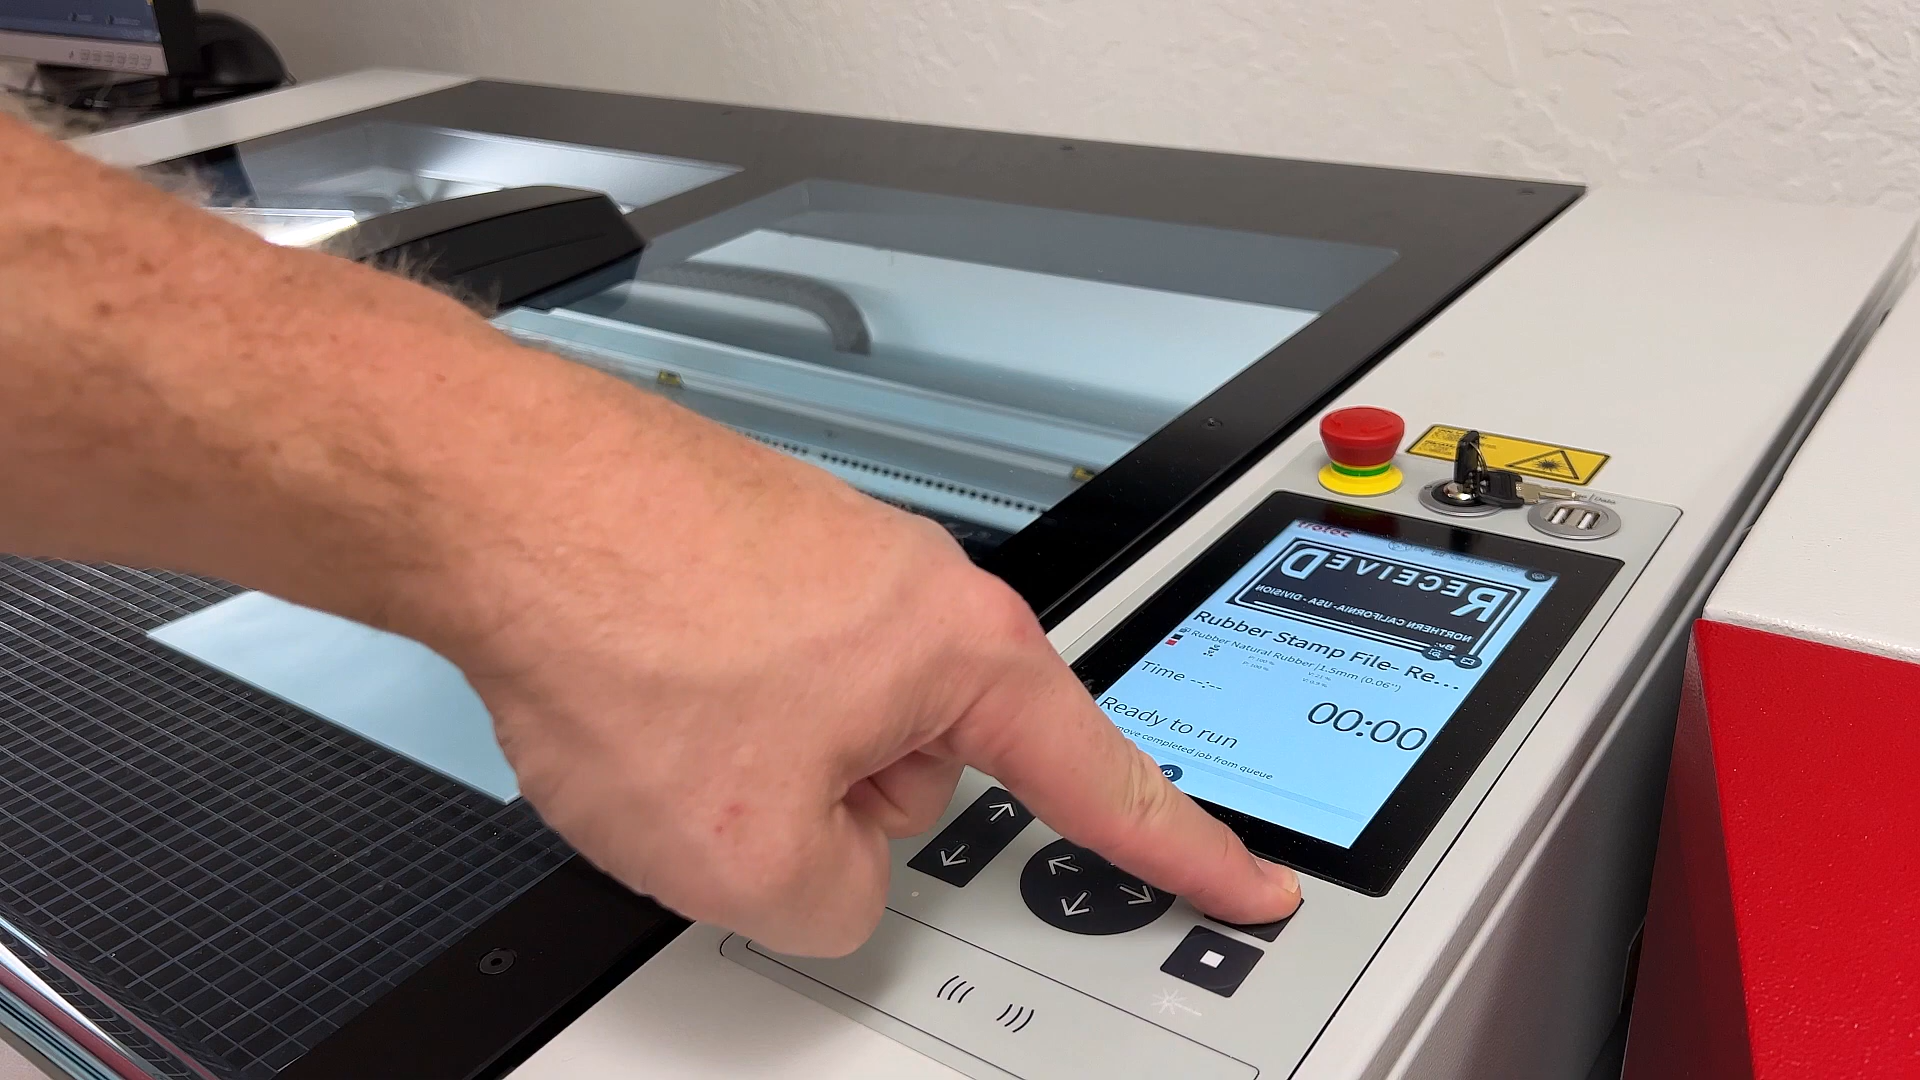 trotec
RECEIVED
NORTHERN CALIFORNIA - USA - DIVISION
By:
Rubber Stamp File- Re...
Rubber Natural Rubber |1.5mm (0.06")
Time --:--
00:00
Ready to run
move completed job from queue